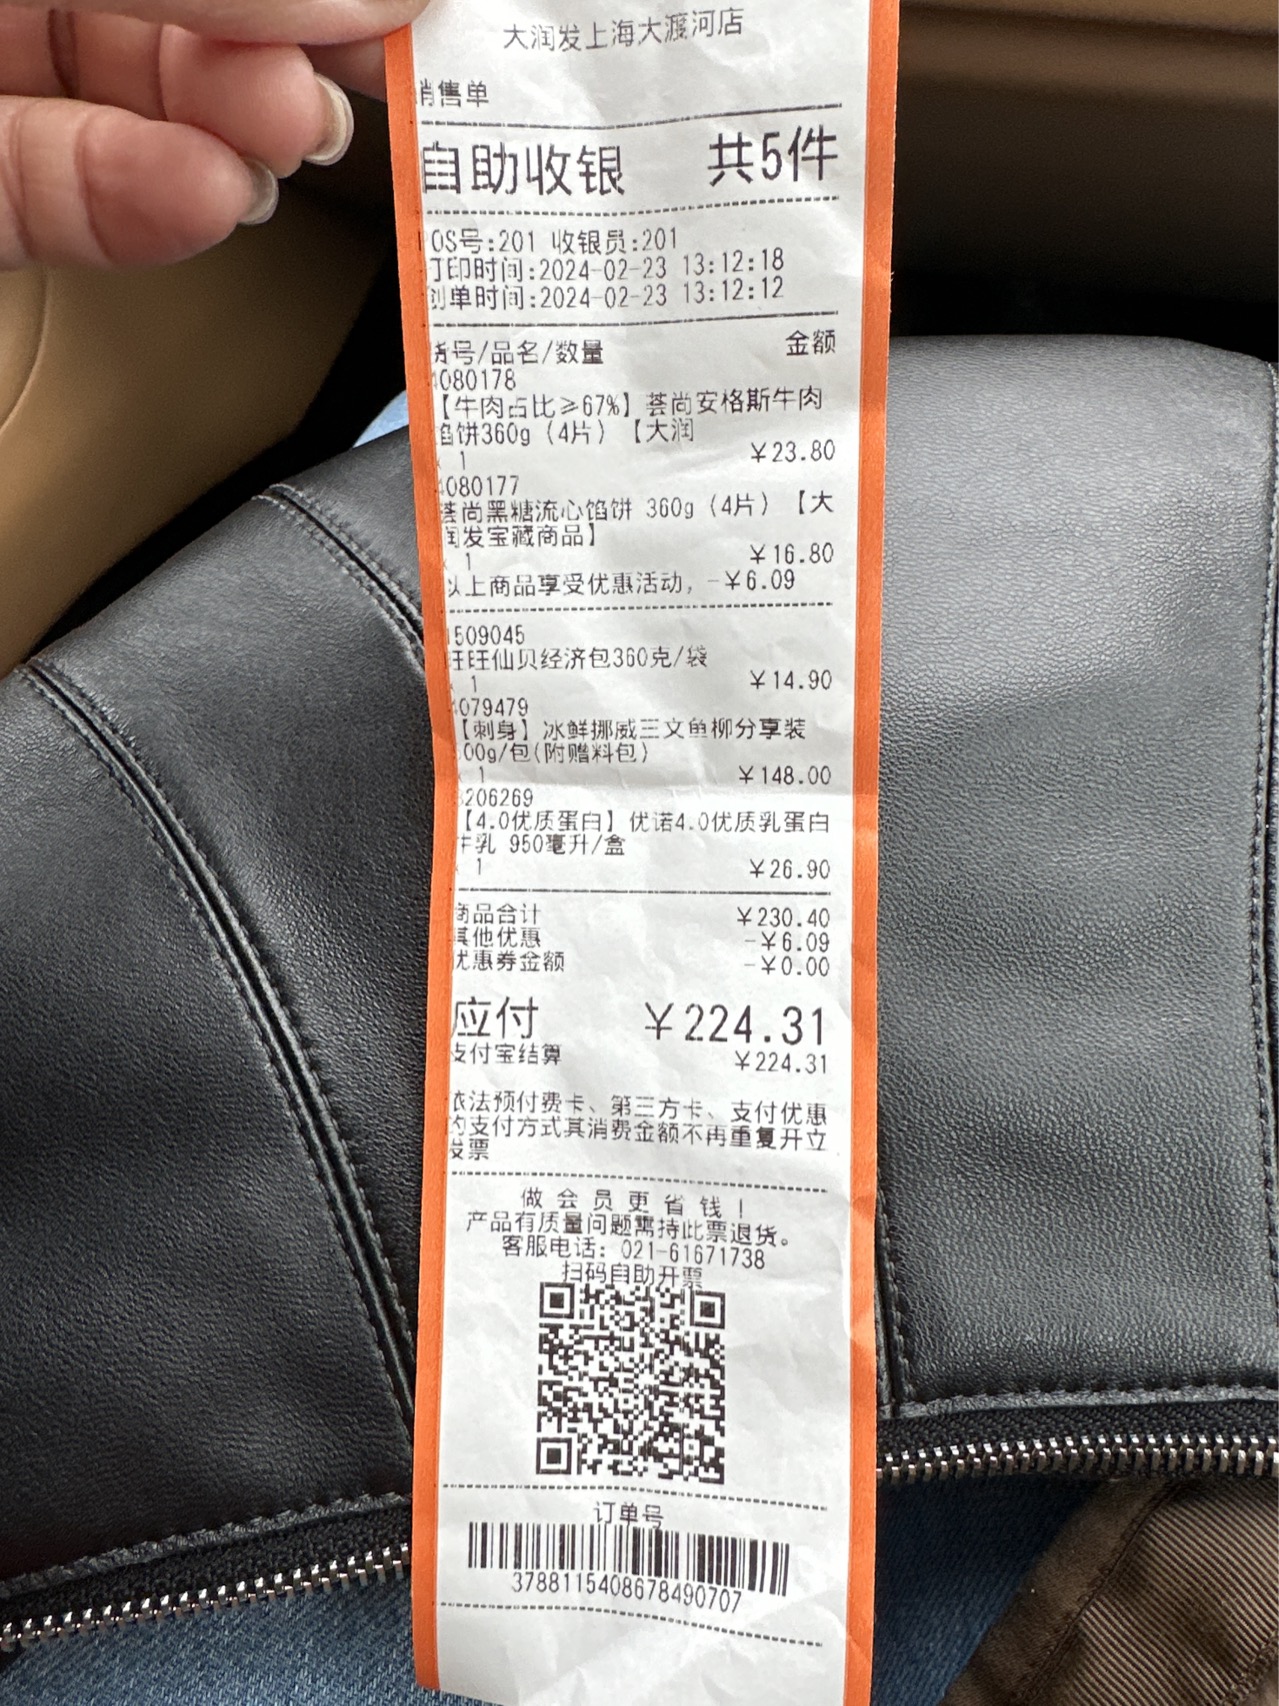 大润发上海大渡河店
销售单
自助收银 共5件
POS号:201 收银员:201
打印时间:2024-02-23 13:12:18
创单时间:2024-02-23 13:12:12
货号/品名/数量 金额
4080178
【牛肉占比≥67%】荟尚安格斯牛肉
馅饼360g(4片)【大润
x 1 ¥23.80
4080177
荟尚黑糖流心馅饼 360g(4片)【大
润发宝藏商品】
x 1 ¥16.80
以上商品享受优惠活动, -¥6.09
1509045
旺旺仙贝经济包360克/袋
x 1 ¥14.90
4079479
【刺身】冰鲜挪威三文鱼柳分享装
00g/包(附赠料包)
x 1 ¥148.00
206269
【4.0优质蛋白】优诺4.0优质乳蛋白
牛乳 950毫升/盒
x 1 ¥26.90
商品合计 ¥230.40
其他优惠 -¥6.09
优惠券金额 -¥0.00
应付 ¥224.31
支付宝结算 ¥224.31
依法预付费卡、第三方卡、支付优惠
的支付方式其消费金额不再重复开立
发票
做会员更省钱!
产品有质量问题需持此票退货。
客服电话: 021-61671738
扫码自助开票
订单号
3788115408678490707